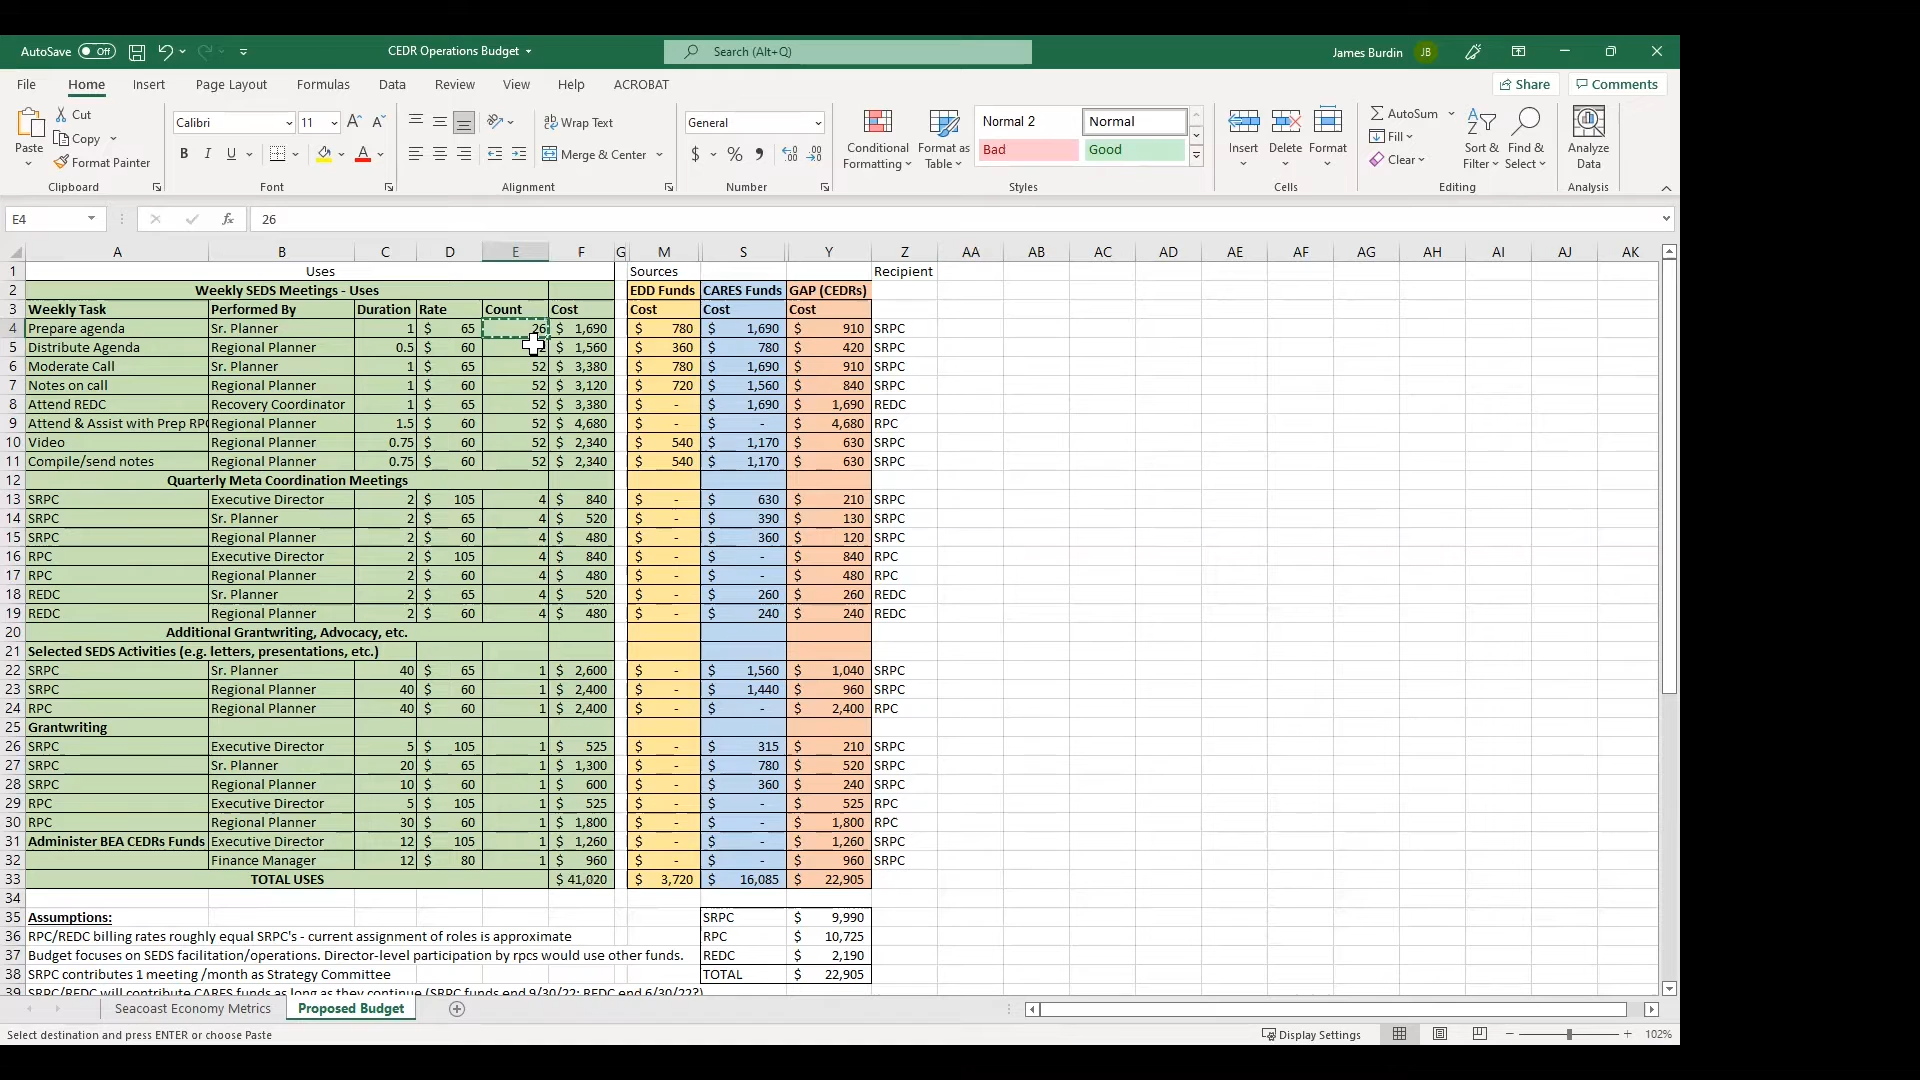 AutoSave Off CEDR Operations Budget Search (Alt+Q) James Burdin JB
File Home Insert Page Layout Formulas Data Review View Help ACROBAT Share Comments
Paste Cut Copy Format Painter Clipboard
Calibri 11 B I U A A Font
Wrap Text Merge & Center Alignment
General $ % Number
Conditional Formatting Format as Table Normal 2 Normal Bad Good Styles
Insert Delete Format Cells
AutoSum Fill Clear Sort & Filter Find & Select Editing
Analyze Data Analysis
E4 fx 26
A B C D E F G M S Y Z AA AB AC AD AE AF AG AH AI AJ AK
1 Uses Sources Recipient
2 Weekly SEDS Meetings - Uses EDD Funds CARES Funds GAP (CEDRs)
3 Weekly Task Performed By Duration Rate Count Cost Cost Cost Cost
4 Prepare agenda Sr. Planner 1 $ 65 26 $ 1,690 $ 780 $ 1,690 $ 910 SRPC
5 Distribute Agenda Regional Planner 0.5 $ 60 $ 1,560 $ 360 $ 780 $ 420 SRPC
6 Moderate Call Sr. Planner 1 $ 65 52 $ 3,380 $ 780 $ 1,690 $ 910 SRPC
7 Notes on call Regional Planner 1 $ 60 52 $ 3,120 $ 720 $ 1,560 $ 840 SRPC
8 Attend REDC Recovery Coordinator 1 $ 65 52 $ 3,380 $ - $ 1,690 $ 1,690 REDC
9 Attend & Assist with Prep RPC Regional Planner 1.5 $ 60 52 $ 4,680 $ - $ - $ 4,680 RPC
10 Video Regional Planner 0.75 $ 60 52 $ 2,340 $ 540 $ 1,170 $ 630 SRPC
11 Compile/send notes Regional Planner 0.75 $ 60 52 $ 2,340 $ 540 $ 1,170 $ 630 SRPC
12 Quarterly Meta Coordination Meetings
13 SRPC Executive Director 2 $ 105 4 $ 840 $ - $ 630 $ 210 SRPC
14 SRPC Sr. Planner 2 $ 65 4 $ 520 $ - $ 390 $ 130 SRPC
15 SRPC Regional Planner 2 $ 60 4 $ 480 $ - $ 360 $ 120 SRPC
16 RPC Executive Director 2 $ 105 4 $ 840 $ - $ - $ 840 RPC
17 RPC Regional Planner 2 $ 60 4 $ 480 $ - $ - $ 480 RPC
18 REDC Sr. Planner 2 $ 65 4 $ 520 $ - $ 260 $ 260 REDC
19 REDC Regional Planner 2 $ 60 4 $ 480 $ - $ 240 $ 240 REDC
20 Additional Grantwriting, Advocacy, etc.
21 Selected SEDS Activities (e.g. letters, presentations, etc.)
22 SRPC Sr. Planner 40 $ 65 1 $ 2,600 $ - $ 1,560 $ 1,040 SRPC
23 SRPC Regional Planner 40 $ 60 1 $ 2,400 $ - $ 1,440 $ 960 SRPC
24 RPC Regional Planner 40 $ 60 1 $ 2,400 $ - $ - $ 2,400 RPC
25 Grantwriting
26 SRPC Executive Director 5 $ 105 1 $ 525 $ - $ 315 $ 210 SRPC
27 SRPC Sr. Planner 20 $ 65 1 $ 1,300 $ - $ 780 $ 520 SRPC
28 SRPC Regional Planner 10 $ 60 1 $ 600 $ - $ 360 $ 240 SRPC
29 RPC Executive Director 5 $ 105 1 $ 525 $ - $ - $ 525 RPC
30 RPC Regional Planner 30 $ 60 1 $ 1,800 $ - $ - $ 1,800 RPC
31 Administer BEA CEDRs Funds Executive Director 12 $ 105 1 $ 1,260 $ - $ - $ 1,260 SRPC
32 Finance Manager 12 $ 80 1 $ 960 $ - $ - $ 960 SRPC
33 TOTAL USES $ 41,020 $ 3,720 $ 16,085 $ 22,905
34
35 Assumptions: SRPC $ 9,990
36 RPC/REDC billing rates roughly equal SRPC's - current assignment of roles is approximate RPC $ 10,725
37 Budget focuses on SEDS facilitation/operations. Director-level participation by rpcs would use other funds. REDC $ 2,190
38 SRPC contributes 1 meeting /month as Strategy Committee TOTAL $ 22,905
39 SRPC/REDC will contribute CARES funds as long as they continue (SRPC funds end 9/30/22; REDC end 6/30/22?)
Seacoast Economy Metrics Proposed Budget
Select destination and press ENTER or choose Paste Display Settings 102%